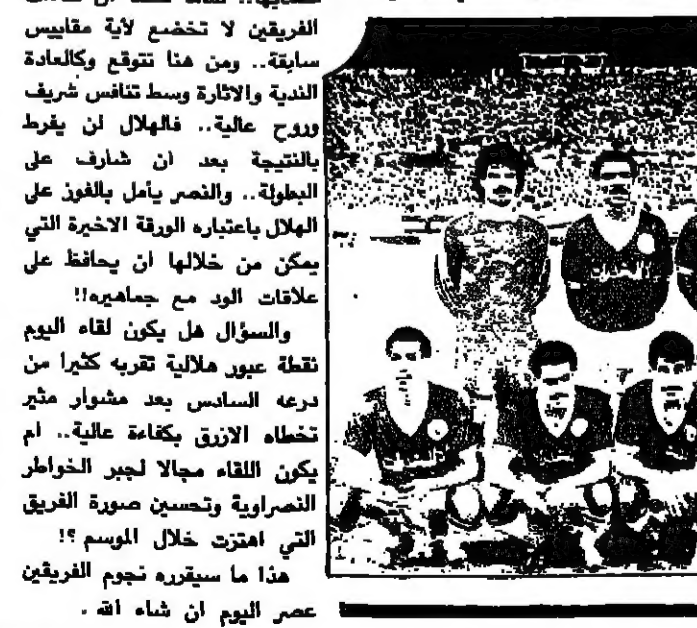 الفريقين لا تخضع لأية مقاييس
سابقة.. ومن هنا نتوقع وكالعادة
الندية والاثارة وسط تنافس شريف
وروح عالية.. فالهلال لن يفرط
بالنتيجة بعد ان شارف على
البطولة.. والنصر يأمل بالفوز على
الهلال باعتباره الورقة الاخيرة التي
يمكن من خلالها ان يحافظ على
علاقات الود مع جماهيره!!
والسؤال هل يكون لقاء اليوم
نقطة عبور هلالية تقربه كثيرا من
درعه السادس بعد مشوار مثير
تخطاه الازرق بكفاءة عالية.. ام
يكون اللقاء مجالا لجبر الخواطر
النصراوية وتحسين صورة الفريق
التي اهتزت خلال الموسم ؟!
هذا ما سيقرره نجوم الفريقين
عصر اليوم ان شاء الله .